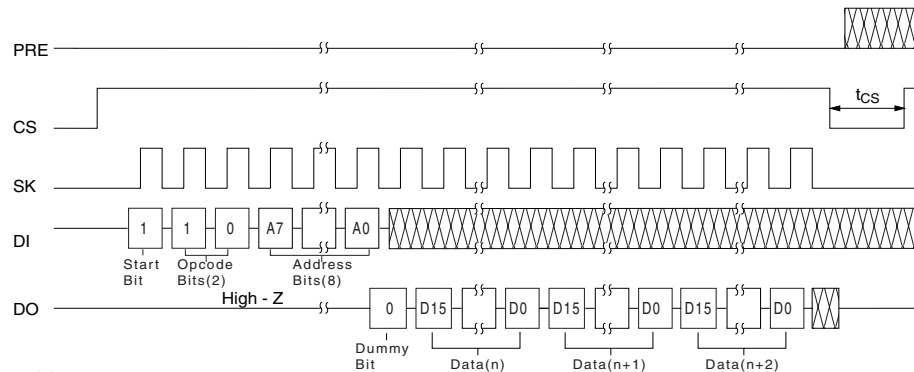 PRE
CS
tCS
SK
DI
1 1 0 A7 A0
Start Bit
Opcode Bits(2)
Address Bits(8)
High - Z
DO
0 D15 D0 D15 D0 D15 D0
Dummy Bit
Data(n)
Data(n+1)
Data(n+2)